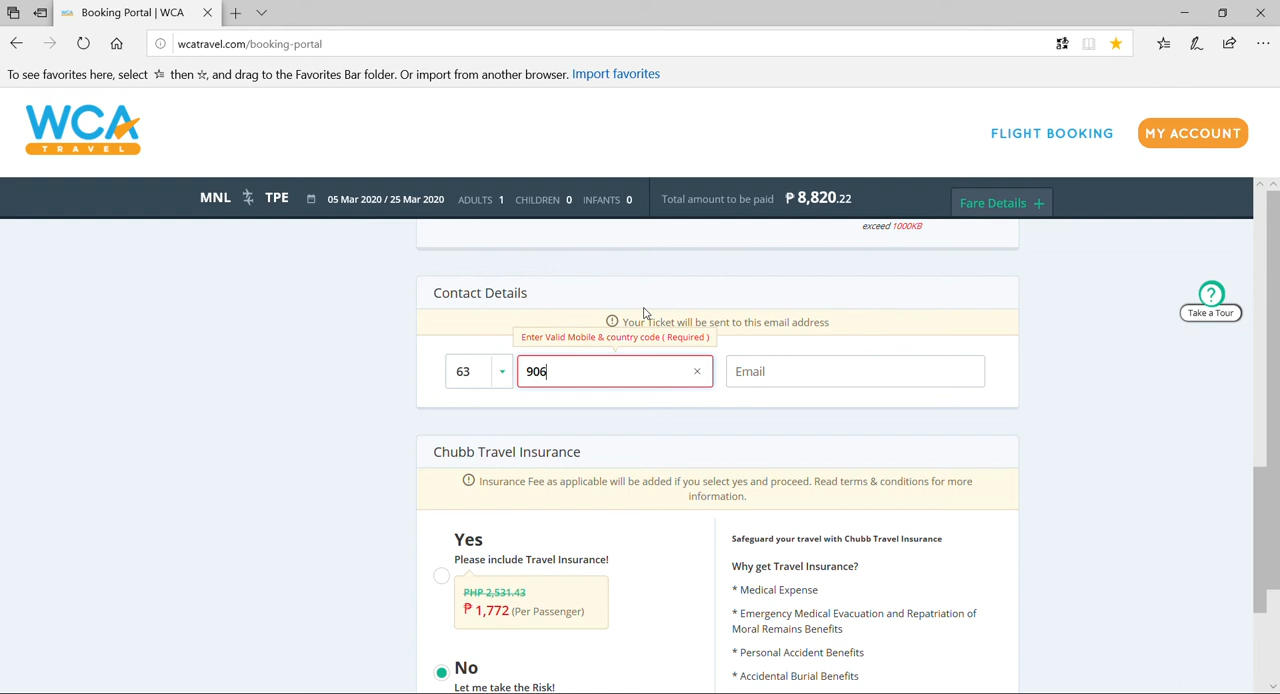 Booking Portal | WCA
wcatravel.com/booking-portal
To see favorites here, select ☆ then ☆, and drag to the Favorites Bar folder. Or import from another browser. Import favorites
WCA
TRAVEL
FLIGHT BOOKING
MY ACCOUNT
MNL TPE 05 Mar 2020 / 25 Mar 2020 ADULTS 1 CHILDREN 0 INFANTS 0 Total amount to be paid ₱ 8,820.22 Fare Details +
exceed 1000KB
Contact Details
Your Ticket will be sent to this email address
Enter Valid Mobile & country code ( Required )
63 906 × Email
?
Take a Tour
Chubb Travel Insurance
Insurance Fee as applicable will be added if you select yes and proceed. Read terms & conditions for more
information.
Yes
Please include Travel Insurance!
PHP 2,531.43
₱ 1,772 (Per Passenger)
No
Let me take the Risk!
Safeguard your travel with Chubb Travel Insurance
Why get Travel Insurance?
* Medical Expense
* Emergency Medical Evacuation and Repatriation of
Moral Remains Benefits
* Personal Accident Benefits
* Accidental Burial Benefits